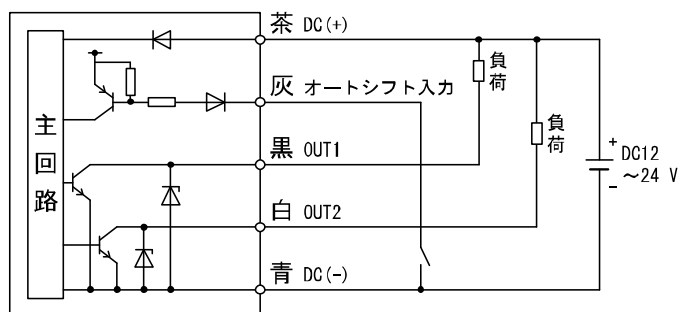 茶 DC(+)
負荷
負荷
灰 オートシフト入力
主回路
黒 OUT1
+
DC12
～24 V
-
白 OUT2
青 DC(-)